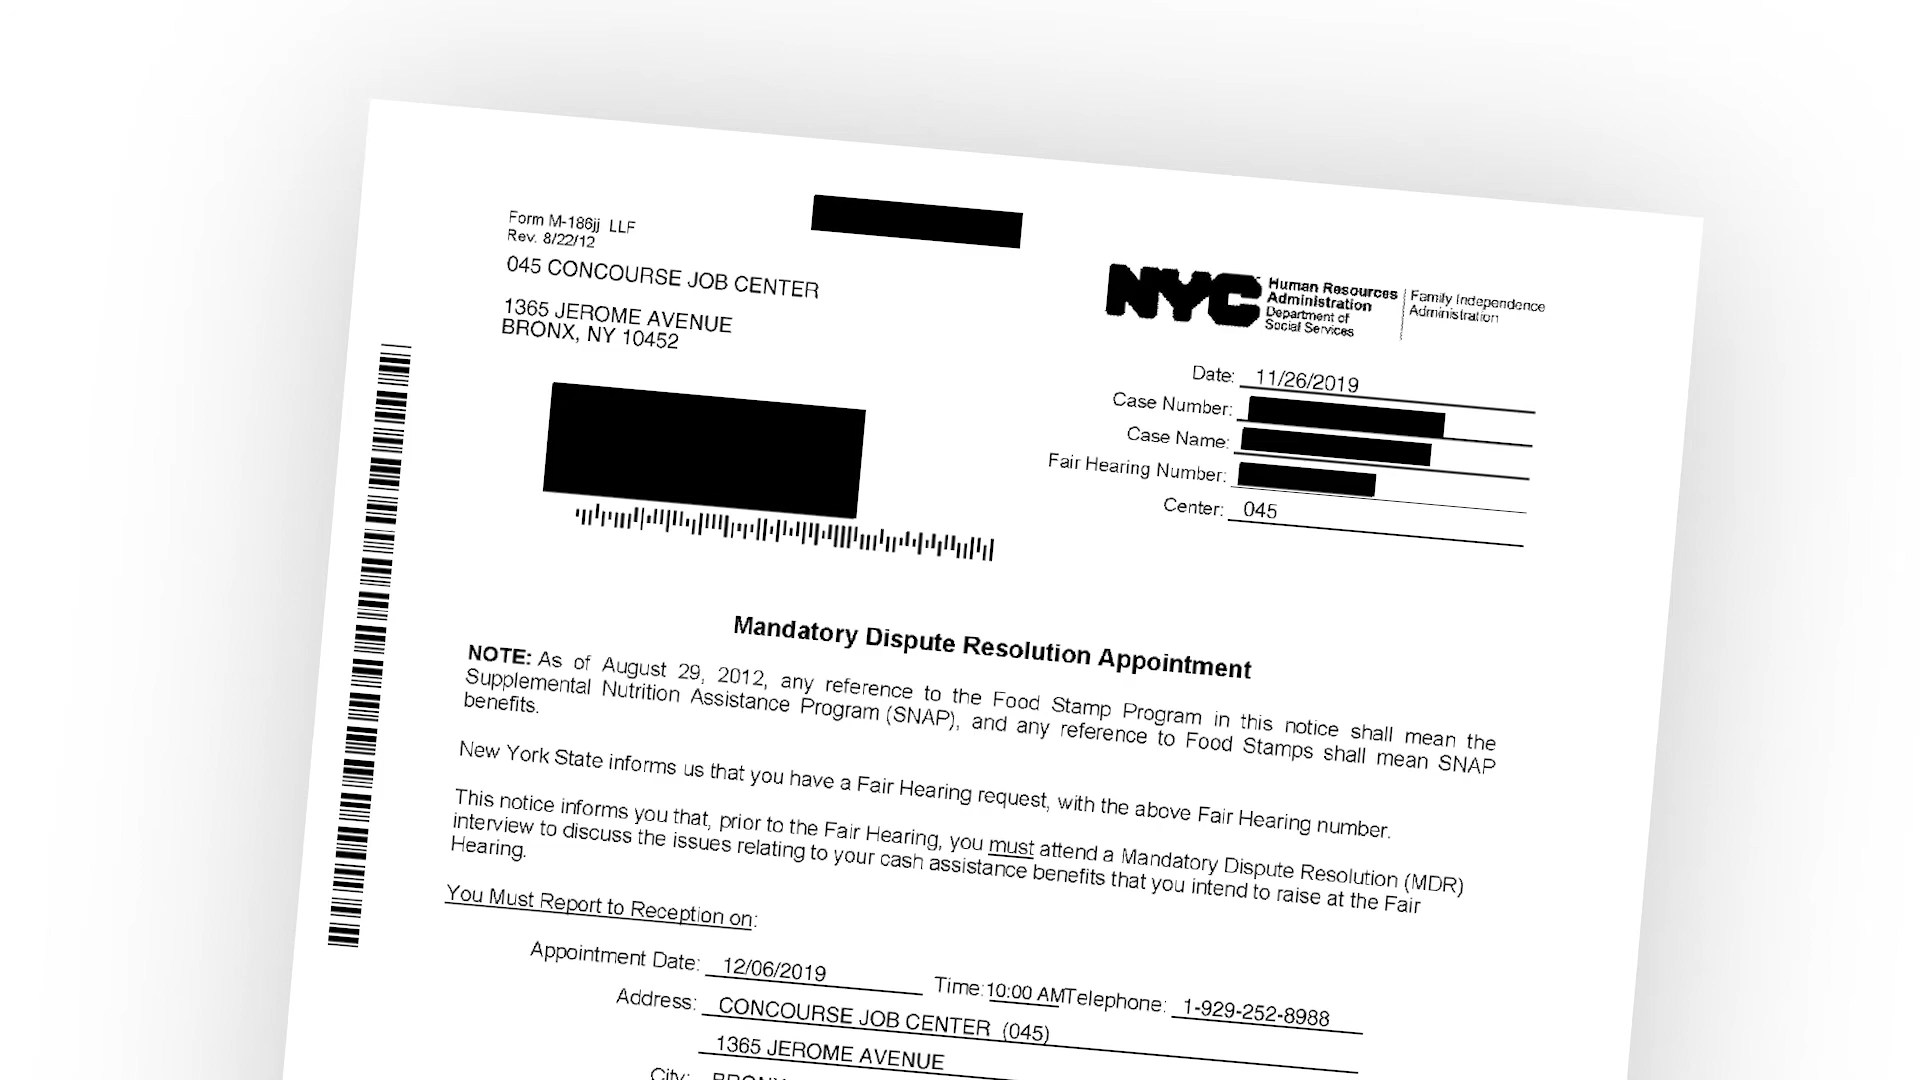 Form M-186jj LLF
Rev. 8/22/12
045 CONCOURSE JOB CENTER
1365 JEROME AVENUE
BRONX, NY 10452
NYC
Human Resources
Administration
Department of
Social Services
Family Independence
Administration
Date: 11/26/2019
Case Number:
Case Name:
Fair Hearing Number:
Center: 045
Mandatory Dispute Resolution Appointment
NOTE: As of August 29, 2012, any reference to the Food Stamp Program in this notice shall mean the
Supplemental Nutrition Assistance Program (SNAP), and any reference to Food Stamps shall mean SNAP
benefits.
New York State informs us that you have a Fair Hearing request, with the above Fair Hearing number.
This notice informs you that, prior to the Fair Hearing, you must attend a Mandatory Dispute Resolution (MDR)
interview to discuss the issues relating to your cash assistance benefits that you intend to raise at the Fair
Hearing.
You Must Report to Reception on:
Appointment Date: 12/06/2019 Time: 10:00 AM Telephone: 1-929-252-8988
Address: CONCOURSE JOB CENTER (045)
1365 JEROME AVENUE
City: BRONX